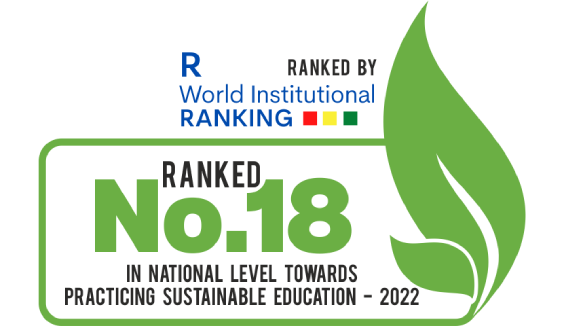 R
RANKED BY
World Institutional
RANKING
RANKED
No.18
IN NATIONAL LEVEL TOWARDS
PRACTICING SUSTAINABLE EDUCATION - 2022